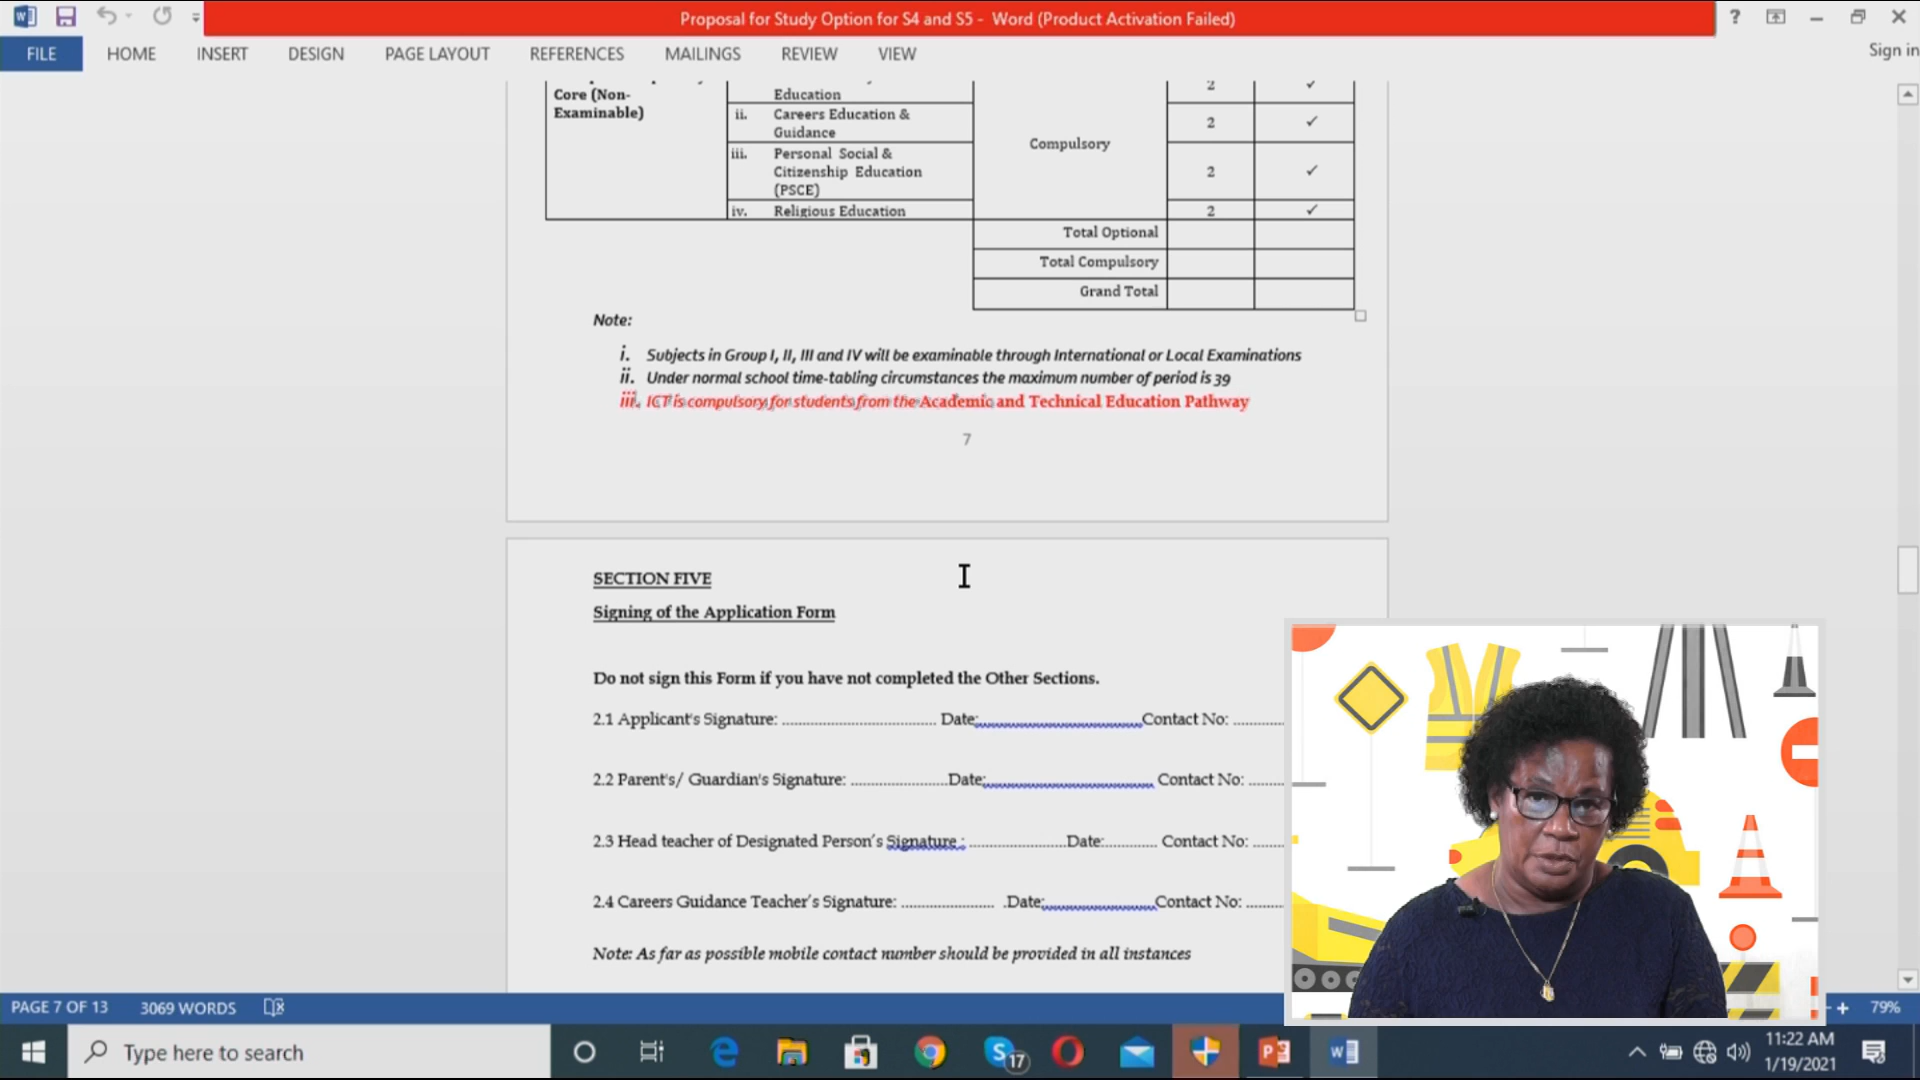 Proposal for Study Option for S4 and S5 - Word (Product Activation Failed)
FILE HOME INSERT DESIGN PAGE LAYOUT REFERENCES MAILINGS REVIEW VIEW Sign in
Core (Non-
Examinable)
Education
2 ✓
ii. Careers Education &
Guidance
2 ✓
Compulsory
iii. Personal Social &
Citizenship Education
(PSCE)
2 ✓
iv. Religious Education 2 ✓
Total Optional
Total Compulsory
Grand Total
Note:
i. Subjects in Group I, II, III and IV will be examinable through International or Local Examinations
ii. Under normal school time-tabling circumstances the maximum number of period is 39
iii. ICT is compulsory for students from the Academic and Technical Education Pathway
7
SECTION FIVE
Signing of the Application Form
Do not sign this Form if you have not completed the Other Sections.
2.1 Applicant's Signature: .................................. Date:..................................Contact No: ...........
2.2 Parent's/ Guardian's Signature: .....................Date:.................................. Contact No: ........
2.3 Head teacher of Designated Person's Signature : .....................Date:............ Contact No: .......
2.4 Careers Guidance Teacher's Signature: .................... .Date:.......................Contact No: ........
Note: As far as possible mobile contact number should be provided in all instances
PAGE 7 OF 13 3069 WORDS + 79%
Type here to search
17
11:22 AM
1/19/2021